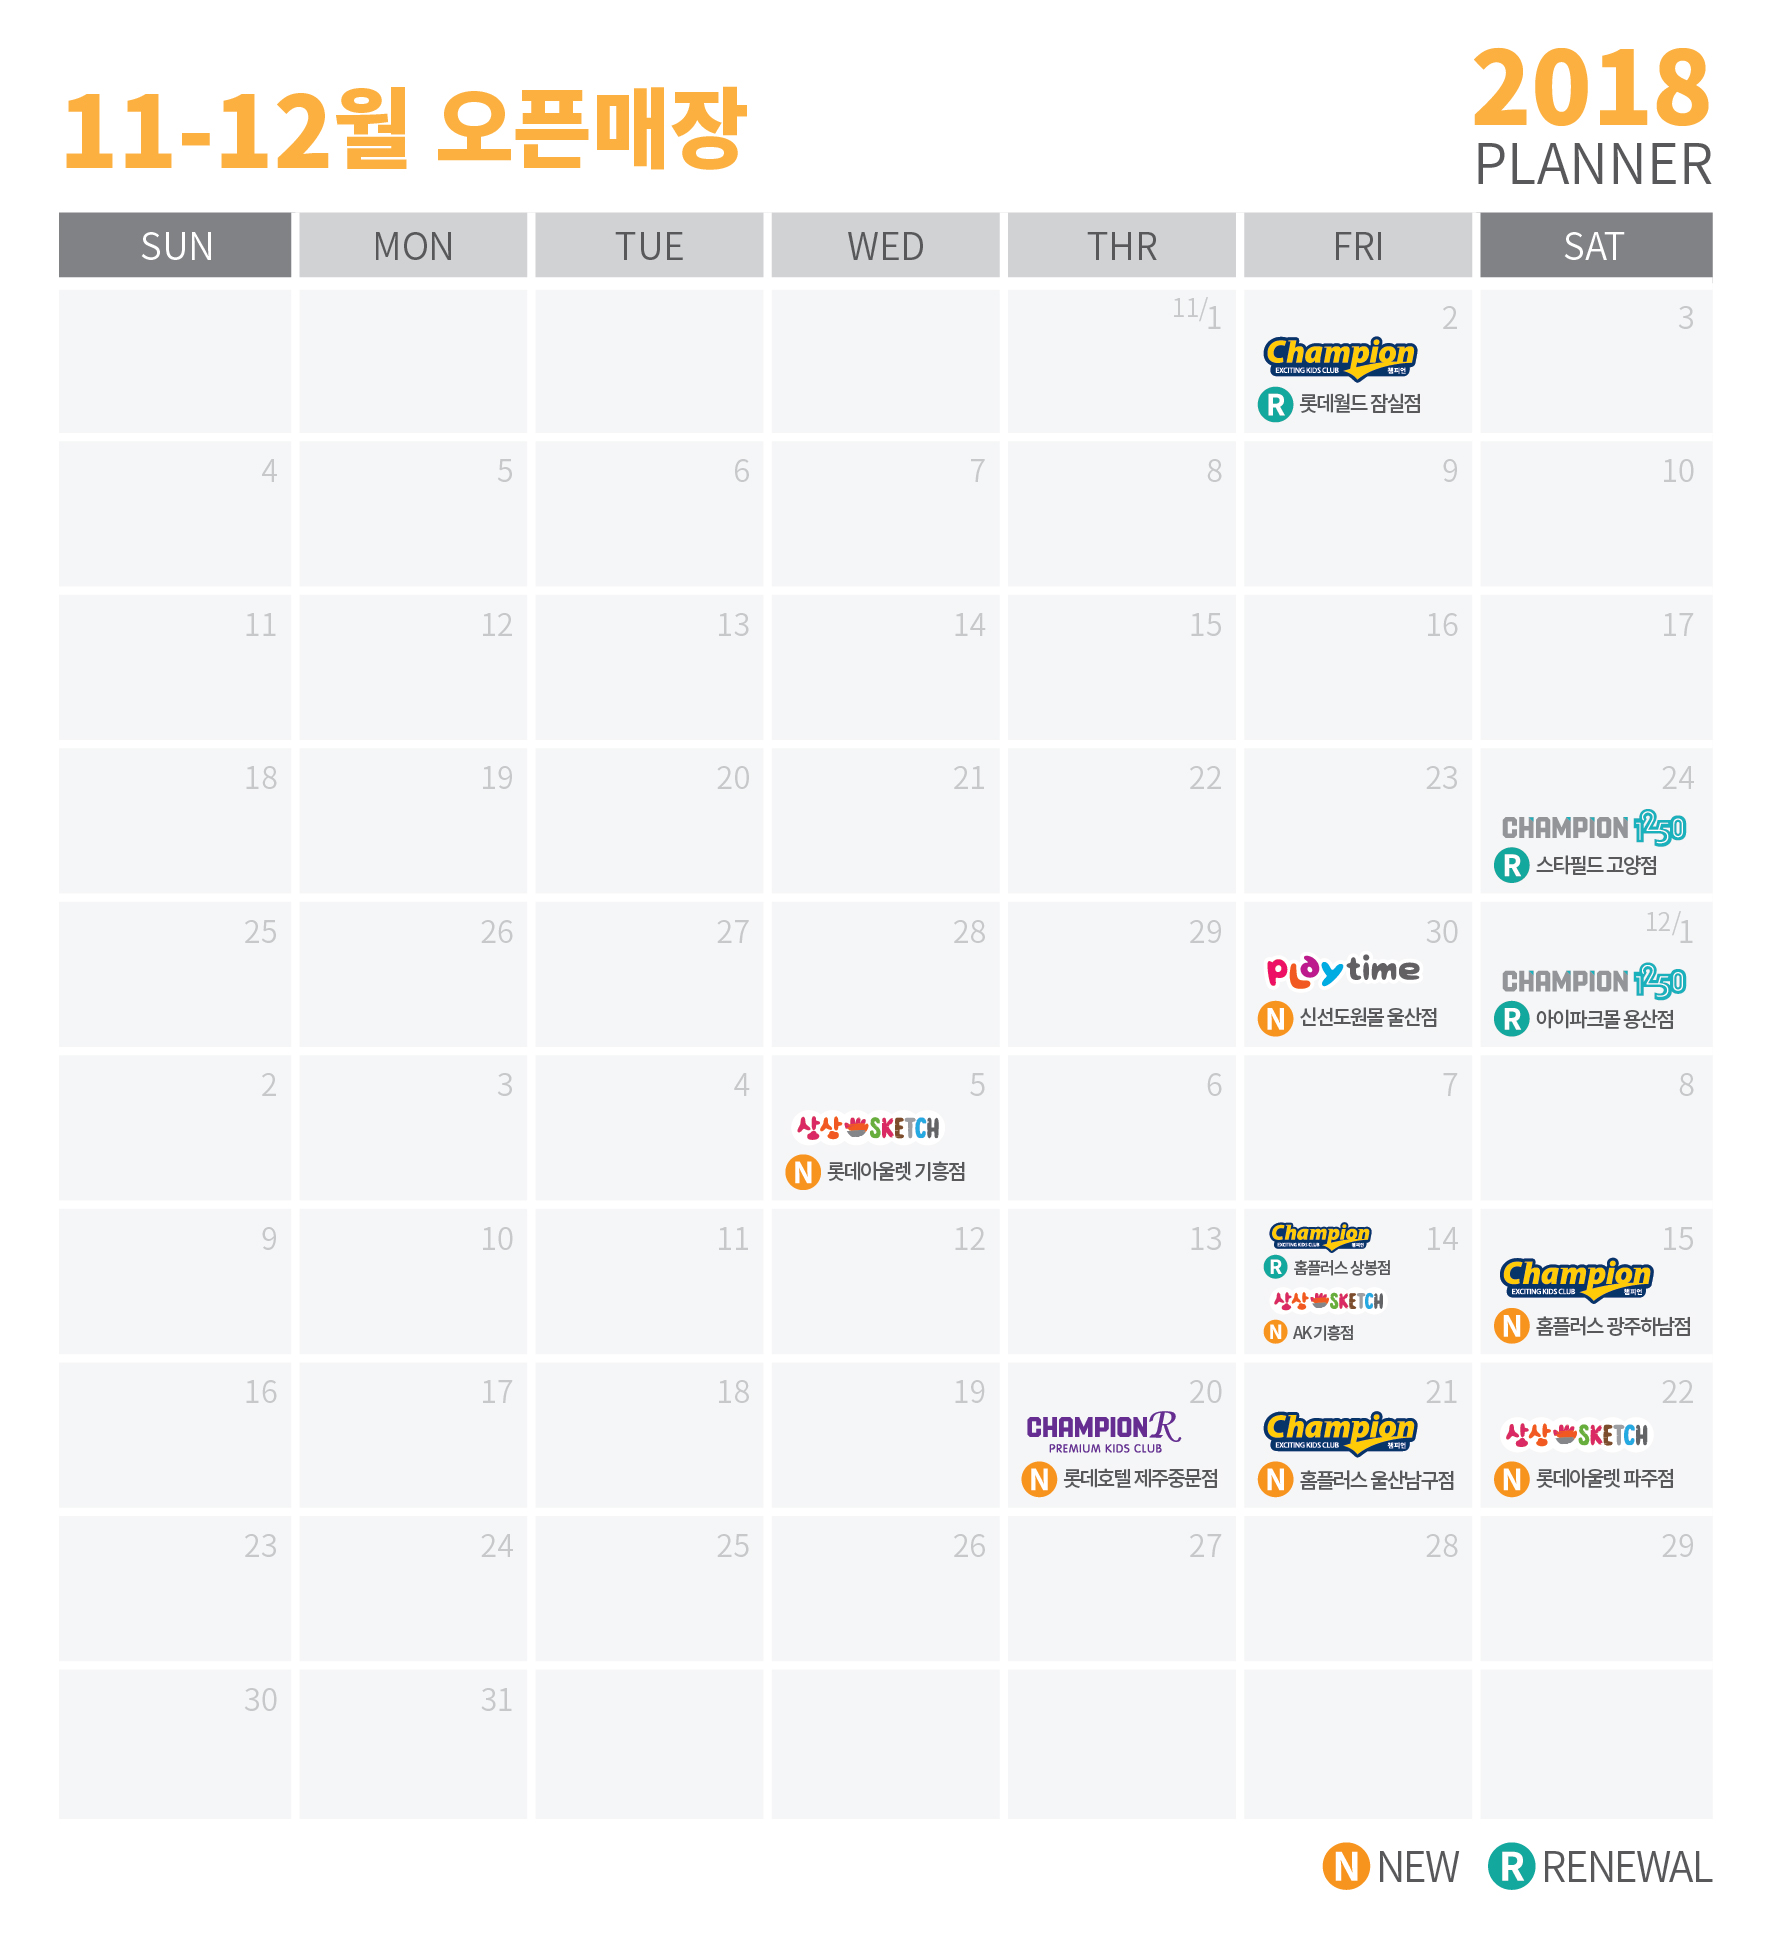 11-12월 오픈매장
2018
PLANNER
SUN MON TUE WED THR FRI SAT
11/1 2 3
Champion
EXCITING KIDS CLUB 챔피언
R 롯데월드 잠실점
4 5 6 7 8 9 10
11 12 13 14 15 16 17
18 19 20 21 22 23 24
CHAMPION 1250
R 스타필드 고양점
25 26 27 28 29 30 12/1
playtime
N 신선도원몰 울산점
CHAMPION 1250
R 아이파크몰 용산점
2 3 4 5 6 7 8
상상 SKETCH
N 롯데아울렛 기흥점
9 10 11 12 13 14 15
Champion
EXCITING KIDS CLUB 챔피언
R 홈플러스 상봉점
상상 SKETCH
N AK기흥점
Champion
EXCITING KIDS CLUB 챔피언
N 홈플러스 광주하남점
16 17 18 19 20 21 22
CHAMPION R
PREMIUM KIDS CLUB
N 롯데호텔 제주중문점
Champion
EXCITING KIDS CLUB 챔피언
N 홈플러스 울산남구점
상상 SKETCH
N 롯데아울렛 파주점
23 24 25 26 27 28 29
30 31
N NEW R RENEWAL